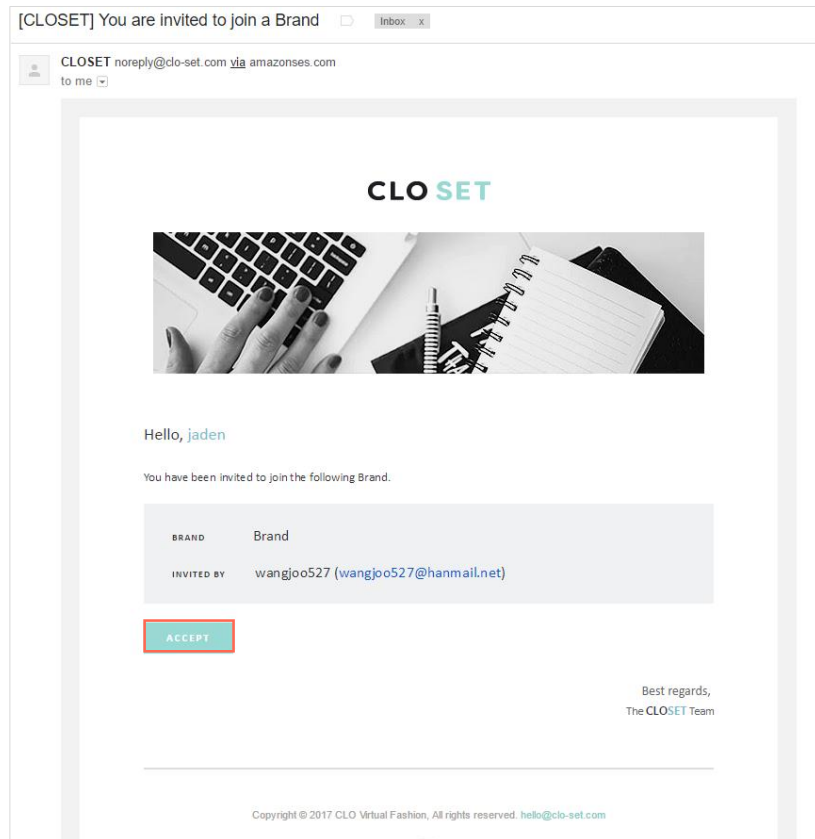 [CLOSET] You are invited to join a Brand Inbox x
CLOSET noreply@clo-set.com via amazonses.com
to me
CLO SET
Hello, jaden
You have been invited to join the following Brand.
BRAND Brand
INVITED BY wangjoo527 (wangjoo527@hanmail.net)
ACCEPT
Best regards,
The CLOSET Team
Copyright © 2017 CLO Virtual Fashion, All rights reserved. hello@clo-set.com